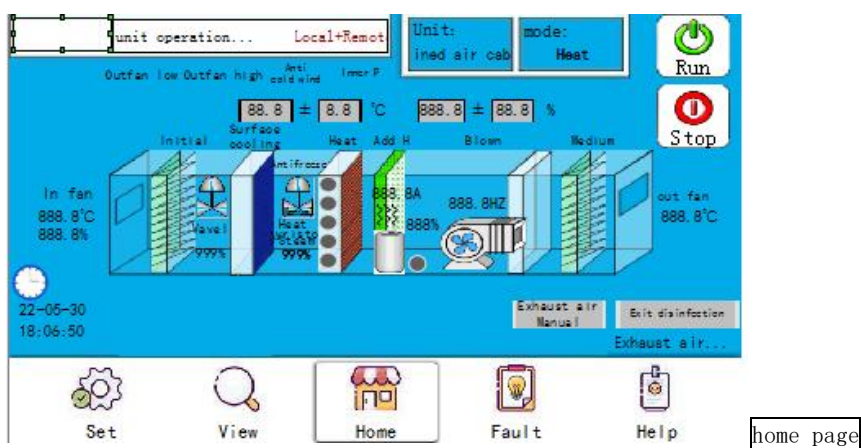 unit operation... Local+Remot
Unit:
ined air cab
mode:
Heat
Run
Outfan low Outfan high Anti cold wind Inner P
88.8 ± 8.8 ℃ 888.8 ± 88.8 %
Stop
Initial Surface cooling Heat Add H Blown Medium
Antifrosso
In fan
888.8℃
888.8%
Vavel
999%
Heat
Steam
999%
888.8A
888%
888.8HZ
out fan
888.8℃
22-05-30
18:06:50
Exhaust air
Manual
Exit disinfection
Exhaust air...
Set View Home Fault Help
home page